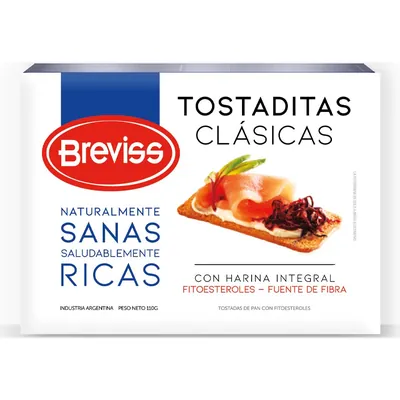 TOSTADITAS
CLÁSICAS
Breviss
NATURALMENTE
SANAS
SALUDABLEMENTE
RICAS
CON HARINA INTEGRAL
FITOESTEROLES – FUENTE DE FIBRA
INDUSTRIA ARGENTINA PESO NETO 110G
TOSTADAS DE PAN CON FITOESTEROLES